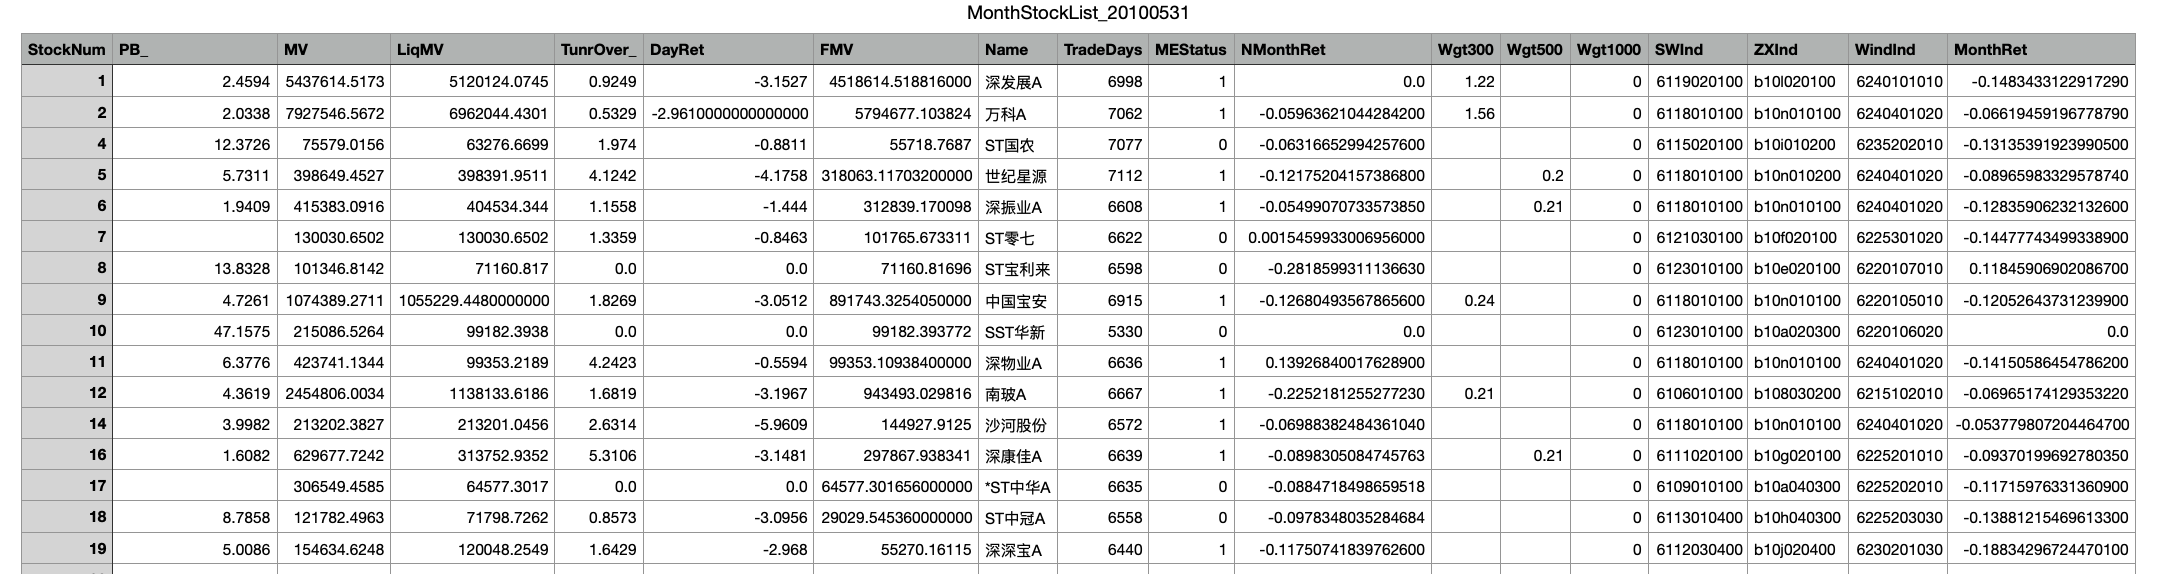 MonthStockList_20100531
StockNum PB_ MV LiqMV TunrOver_ DayRet FMV Name TradeDays MEStatus NMonthRet Wgt300 Wgt500 Wgt1000 SWInd ZXInd WindInd MonthRet
1 2.4594 5437614.5173 5120124.0745 0.9249 -3.1527 4518614.518816000 深发展A 6998 1 0.0 1.22 0 6119020100 b10l020100 6240101010 -0.1483433122917290
2 2.0338 7927546.5672 6962044.4301 0.5329 -2.9610000000000000 5794677.103824 万科A 7062 1 -0.05963621044284200 1.56 0 6118010100 b10n010100 6240401020 -0.06619459196778790
4 12.3726 75579.0156 63276.6699 1.974 -0.8811 55718.7687 ST国农 7077 0 -0.06316652994257600 0 6115020100 b10i010200 6235202010 -0.13135391923990500
5 5.7311 398649.4527 398391.9511 4.1242 -4.1758 318063.11703200000 世纪星源 7112 1 -0.12175204157386800 0.2 0 6118010100 b10n010200 6240401020 -0.08965983329578740
6 1.9409 415383.0916 404534.344 1.1558 -1.444 312839.170098 深振业A 6608 1 -0.05499070733573850 0.21 0 6118010100 b10n010100 6240401020 -0.12835906232132600
7 130030.6502 130030.6502 1.3359 -0.8463 101765.673311 ST零七 6622 0 0.0015459933006956000 0 6121030100 b10f020100 6225301020 -0.14477743499338900
8 13.8328 101346.8142 71160.817 0.0 0.0 71160.81696 ST宝利来 6598 0 -0.2818599311136630 0 6123010100 b10e020100 6220107010 0.11845906902086700
9 4.7261 1074389.2711 1055229.4480000000 1.8269 -3.0512 891743.3254050000 中国宝安 6915 1 -0.12680493567865600 0.24 0 6118010100 b10n010100 6220105010 -0.12052643731239900
10 47.1575 215086.5264 99182.3938 0.0 0.0 99182.393772 SST华新 5330 0 0.0 0 6123010100 b10a020300 6220106020 0.0
11 6.3776 423741.1344 99353.2189 4.2423 -0.5594 99353.10938400000 深物业A 6636 1 0.13926840017628900 0 6118010100 b10n010100 6240401020 -0.14150586454786200
12 4.3619 2454806.0034 1138133.6186 1.6819 -3.1967 943493.029816 南玻A 6667 1 -0.2252181255277230 0.21 0 6106010100 b108030200 6215102010 -0.06965174129353220
14 3.9982 213202.3827 213201.0456 2.6314 -5.9609 144927.9125 沙河股份 6572 1 -0.06988382484361040 0 6118010100 b10n010100 6240401020 -0.053779807204464700
16 1.6082 629677.7242 313752.9352 5.3106 -3.1481 297867.938341 深康佳A 6639 1 -0.0898305084745763 0.21 0 6111020100 b10g020100 6225201010 -0.09370199692780350
17 306549.4585 64577.3017 0.0 0.0 64577.301656000000 *ST中华A 6635 0 -0.0884718498659518 0 6109010100 b10a040300 6225202010 -0.11715976331360900
18 8.7858 121782.4963 71798.7262 0.8573 -3.0956 29029.545360000000 ST中冠A 6558 0 -0.0978348035284684 0 6113010400 b10h040300 6225203030 -0.13881215469613300
19 5.0086 154634.6248 120048.2549 1.6429 -2.968 55270.16115 深深宝A 6440 1 -0.11750741839762600 0 6112030400 b10j020400 6230201030 -0.18834296724470100